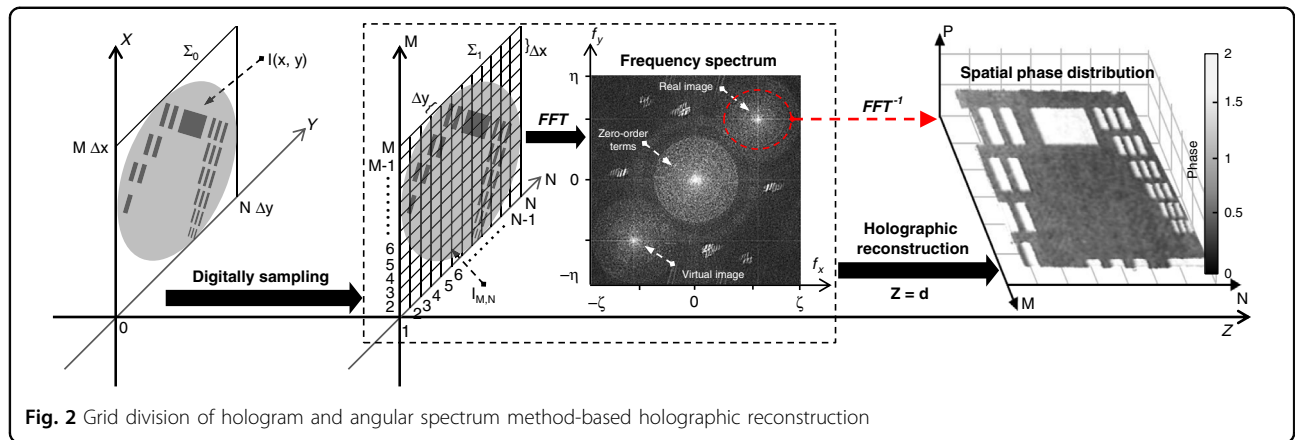 X
Σ0
I(x, y)
Y
M Δx
N Δy
0
Digitally sampling
M
Σ1
}Δx
Δy
M
M-1
6
5
4
3
2
1
2
3
4
5
6
N-1
N
N
I M,N
FFT
fy
Frequency spectrum
η
Real image
Zero-order
terms
0
Virtual image
fx
−η
−ζ
0
ζ
FFT-1
Holographic
reconstruction
Z = d
P
Spatial phase distribution
2
1.5
Phase
1
0.5
0
N
M
Z
Fig. 2 Grid division of hologram and angular spectrum method-based holographic reconstruction